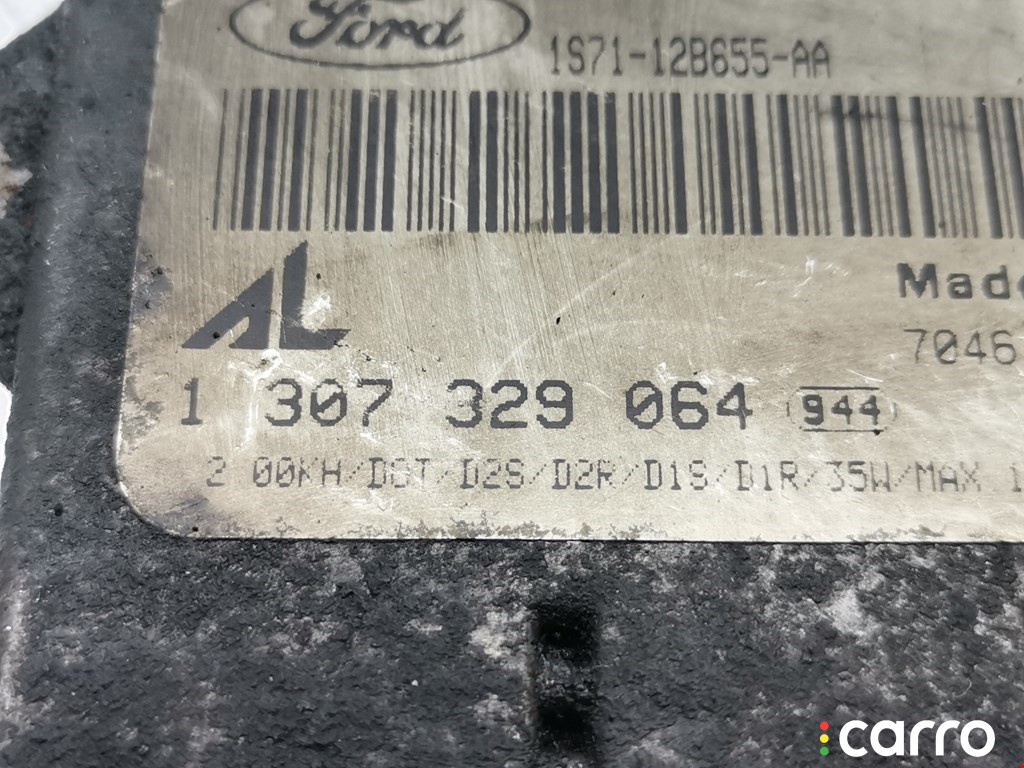 Ford
1S71-12B655-AA
AL
Made
7046
1 307 329 064 944
2 00KH/DGT/D2S/D2R/D1S/D1R/35W/MAX 1
carro